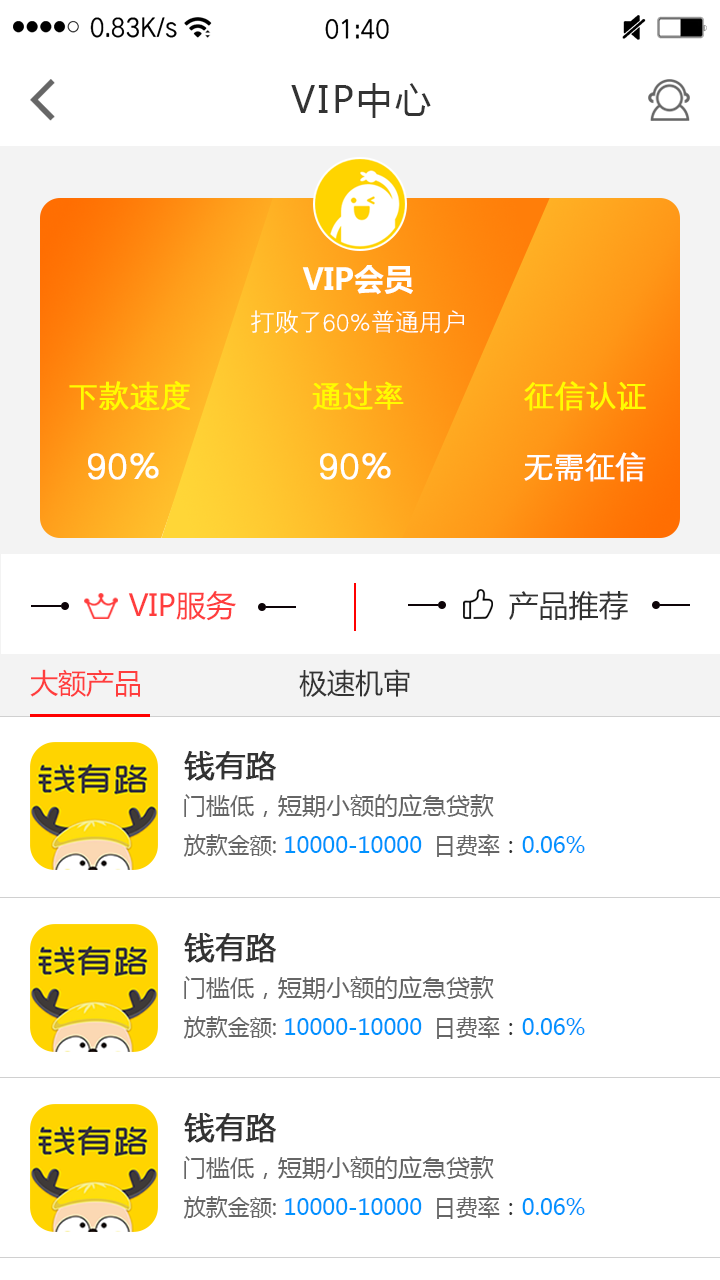 0.83K/s 01:40
VIP中心
VIP会员
打败了60%普通用户
下款速度 通过率 征信认证
90% 90% 无需征信
VIP服务 产品推荐
大额产品 极速机审
钱有路
钱有路
门槛低，短期小额的应急贷款
放款金额: 10000-10000 日费率：0.06%
钱有路
钱有路
门槛低，短期小额的应急贷款
放款金额: 10000-10000 日费率：0.06%
钱有路
钱有路
门槛低，短期小额的应急贷款
放款金额: 10000-10000 日费率：0.06%